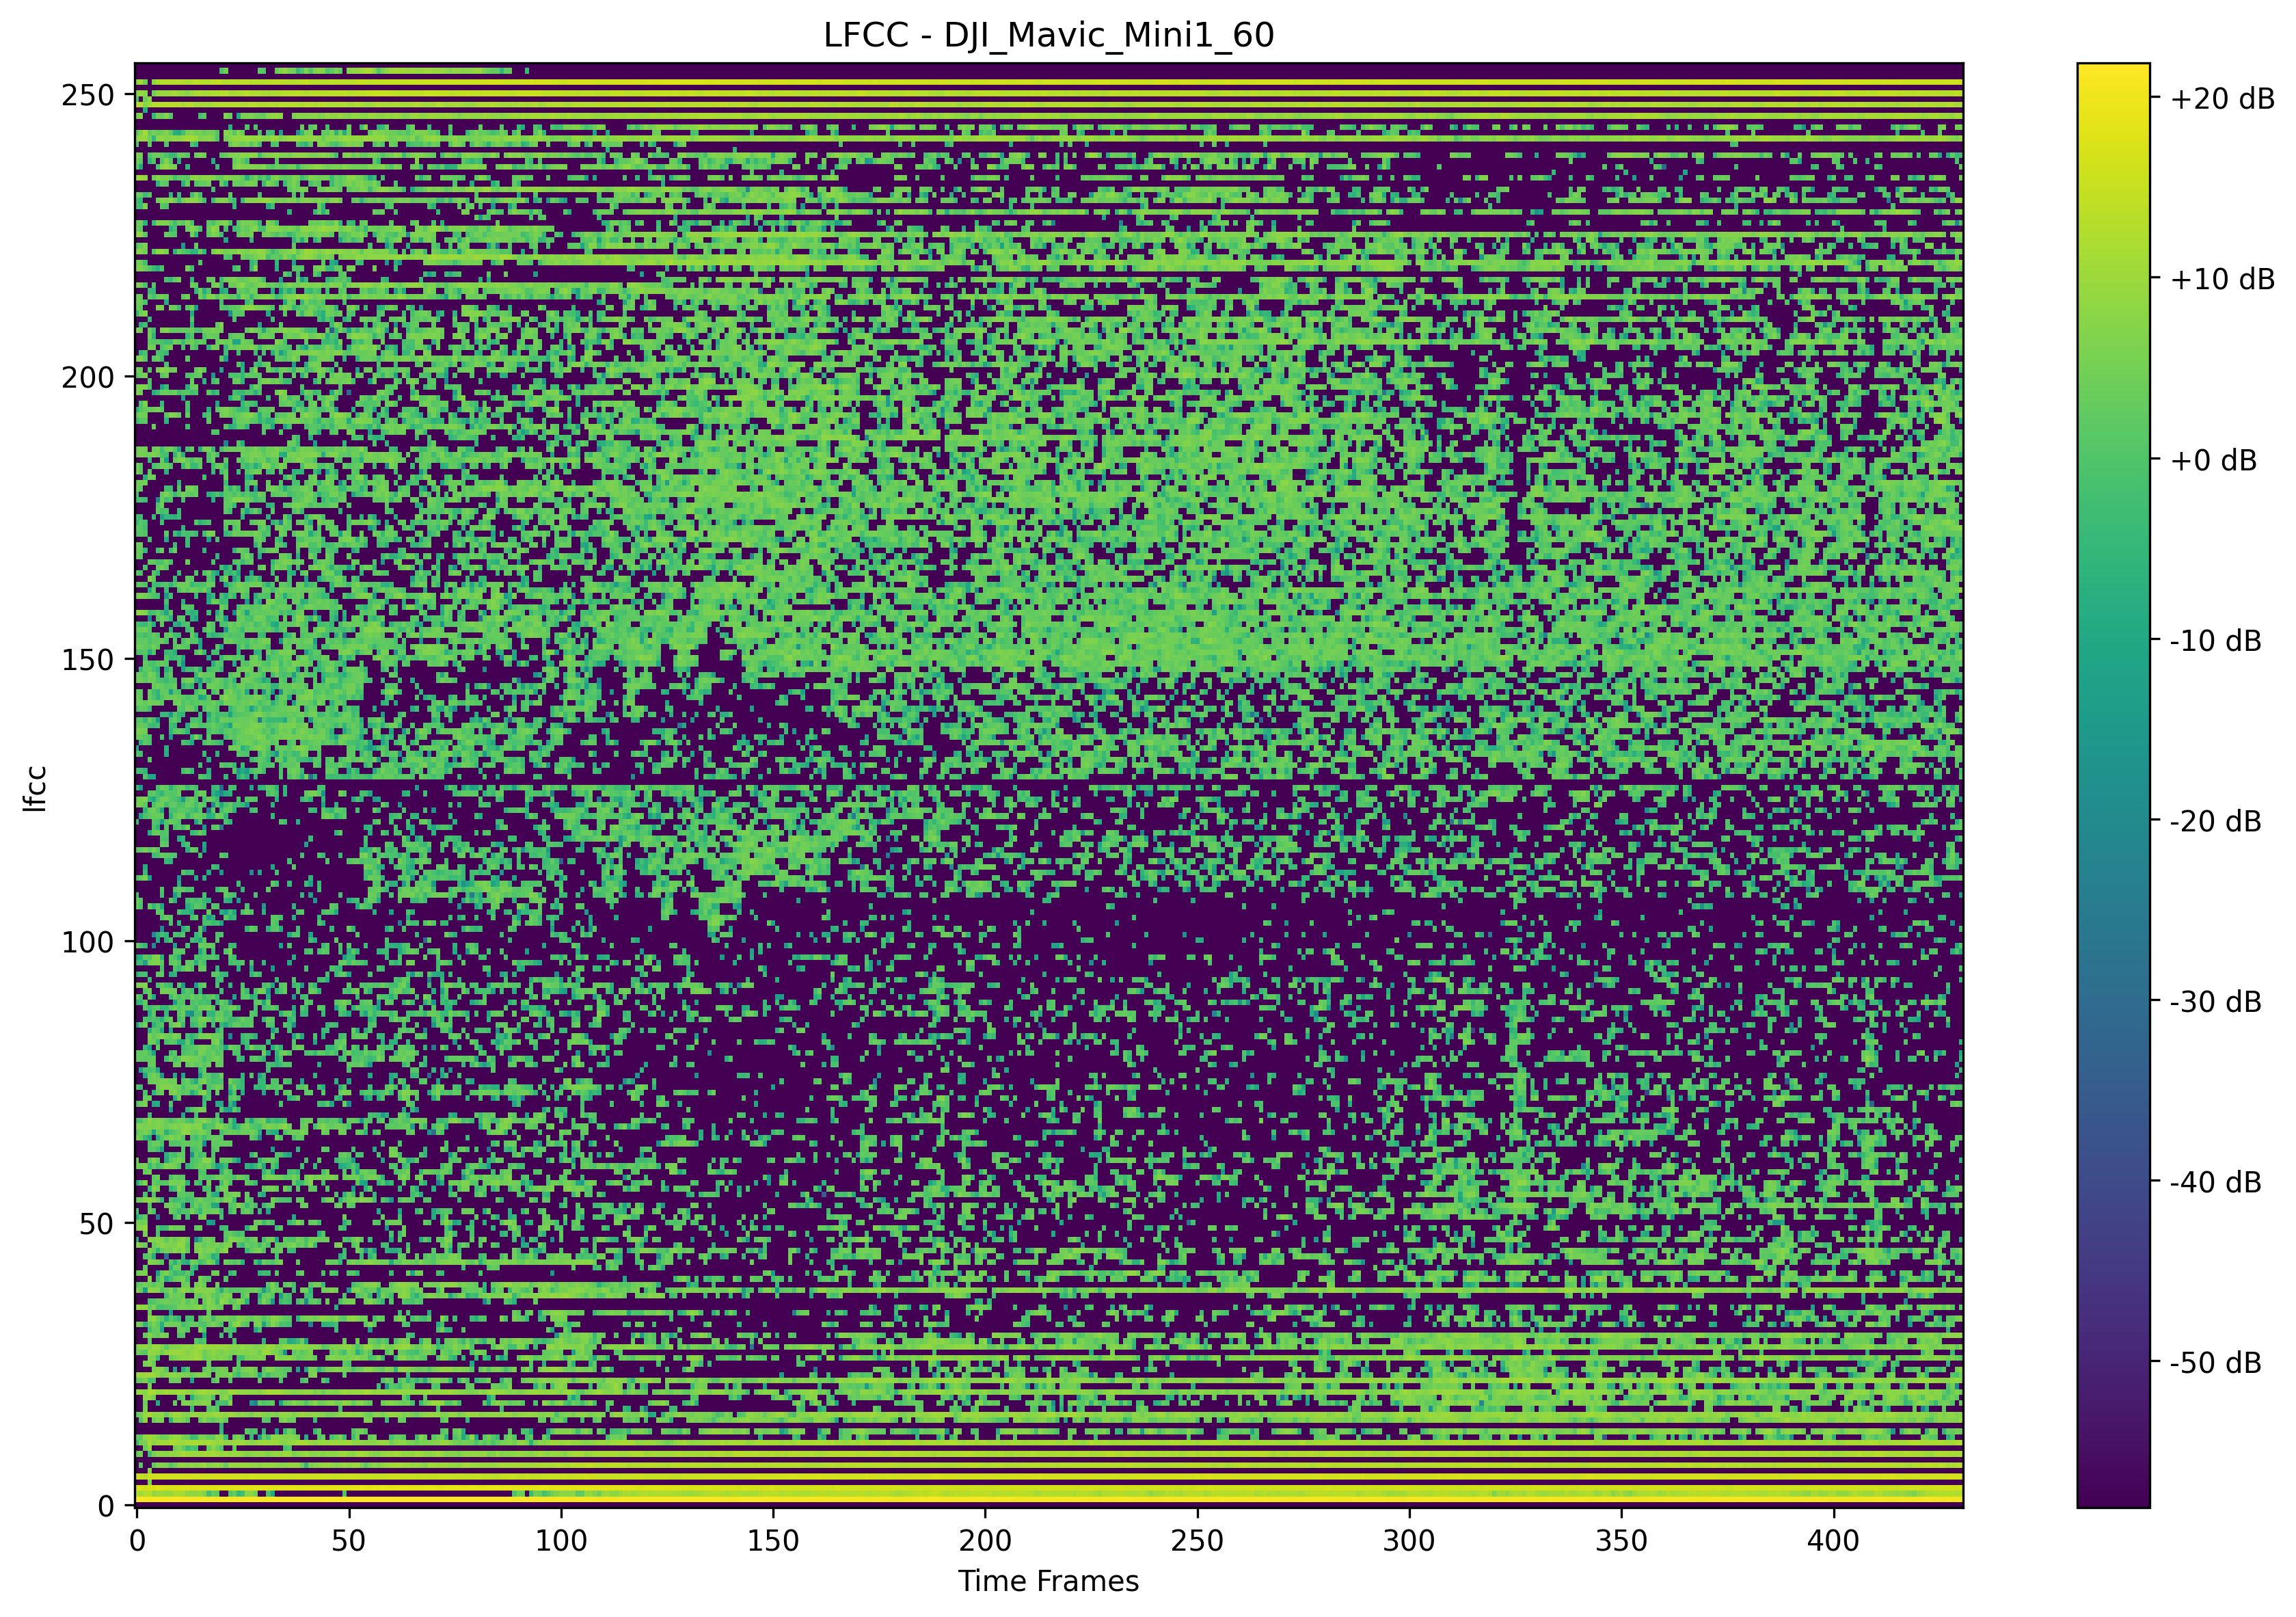 LFCC - DJI_Mavic_Mini1_60
250
200
150
100
50
0
lfcc
0 50 100 150 200 250 300 350 400
Time Frames
+20 dB
+10 dB
+0 dB
-10 dB
-20 dB
-30 dB
-40 dB
-50 dB